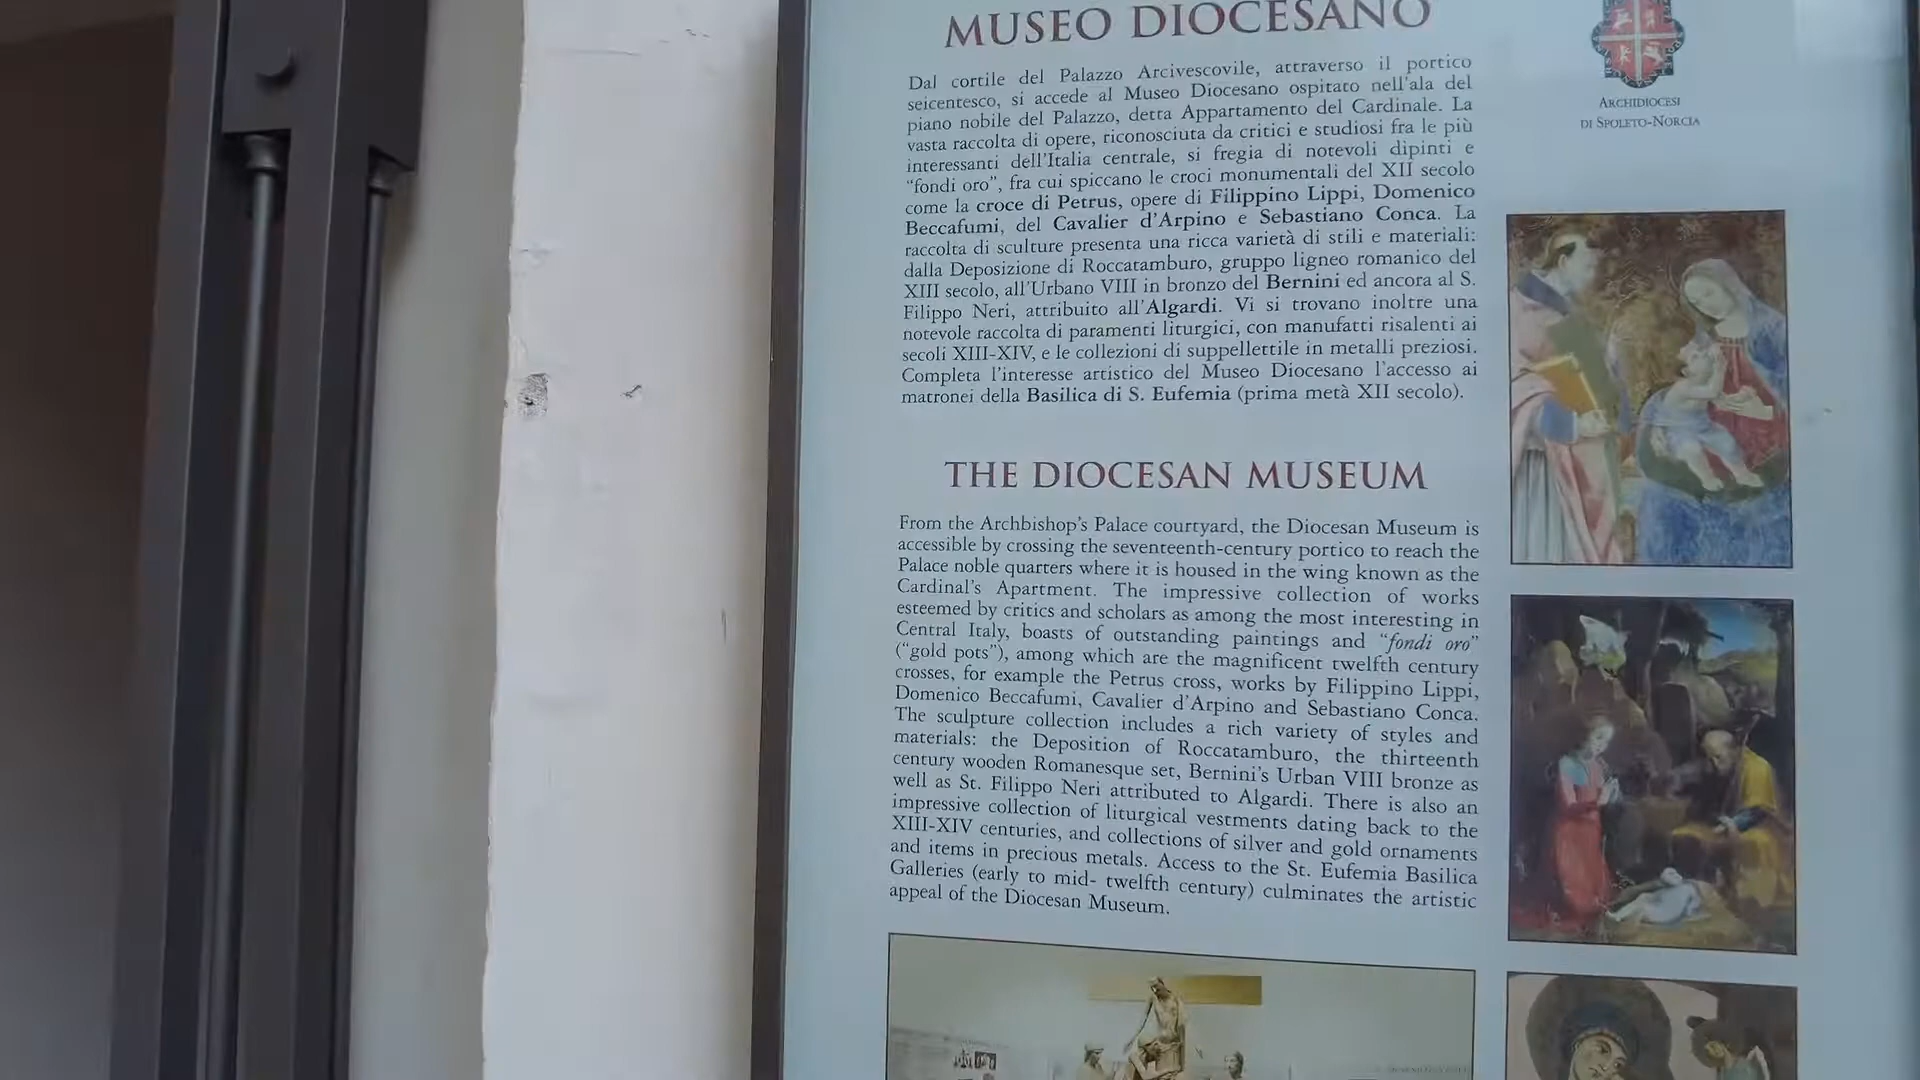 MUSEO DIOCESANO
Dal cortile del Palazzo Arcivescovile, attraverso il portico
seicentesco, si accede al Museo Diocesano ospitato nell'ala del
piano nobile del Palazzo, detta Appartamento del Cardinale. La
vasta raccolta di opere, riconosciuta da critici e studiosi fra le più
interessanti dell'Italia centrale, si fregia di notevoli dipinti e
“fondi oro”, fra cui spiccano le croci monumentali del XII secolo
come la croce di Petrus, opere di Filippino Lippi, Domenico
Beccafumi, del Cavalier d'Arpino e Sebastiano Conca. La
raccolta di sculture presenta una ricca varietà di stili e materiali:
dalla Deposizione di Roccatamburo, gruppo ligneo romanico del
XIII secolo, all'Urbano VIII in bronzo del Bernini ed ancora al S.
Filippo Neri, attribuito all'Algardi. Vi si trovano inoltre una
notevole raccolta di paramenti liturgici, con manufatti risalenti ai
secoli XIII-XIV, e le collezioni di suppellettile in metalli preziosi.
Completa l'interesse artistico del Museo Diocesano l'accesso ai
matronei della Basilica di S. Eufemia (prima metà XII secolo).
THE DIOCESAN MUSEUM
From the Archbishop's Palace courtyard, the Diocesan Museum is
accessible by crossing the seventeenth-century portico to reach the
Palace noble quarters where it is housed in the wing known as the
Cardinal's Apartment. The impressive collection of works
esteemed by critics and scholars as among the most interesting in
Central Italy, boasts of outstanding paintings and “fondi oro”
(“gold pots”), among which are the magnificent twelfth century
crosses, for example the Petrus cross, works by Filippino Lippi,
Domenico Beccafumi, Cavalier d'Arpino and Sebastiano Conca.
The sculpture collection includes a rich variety of styles and
materials: the Deposition of Roccatamburo, the thirteenth
century wooden Romanesque set, Bernini's Urban VIII bronze as
well as St. Filippo Neri attributed to Algardi. There is also an
impressive collection of liturgical vestments dating back to the
XIII-XIV centuries, and collections of silver and gold ornaments
and items in precious metals. Access to the St. Eufemia Basilica
Galleries (early to mid- twelfth century) culminates the artistic
appeal of the Diocesan Museum.
ARCHIDIOCESI
DI SPOLETO-NORCIA